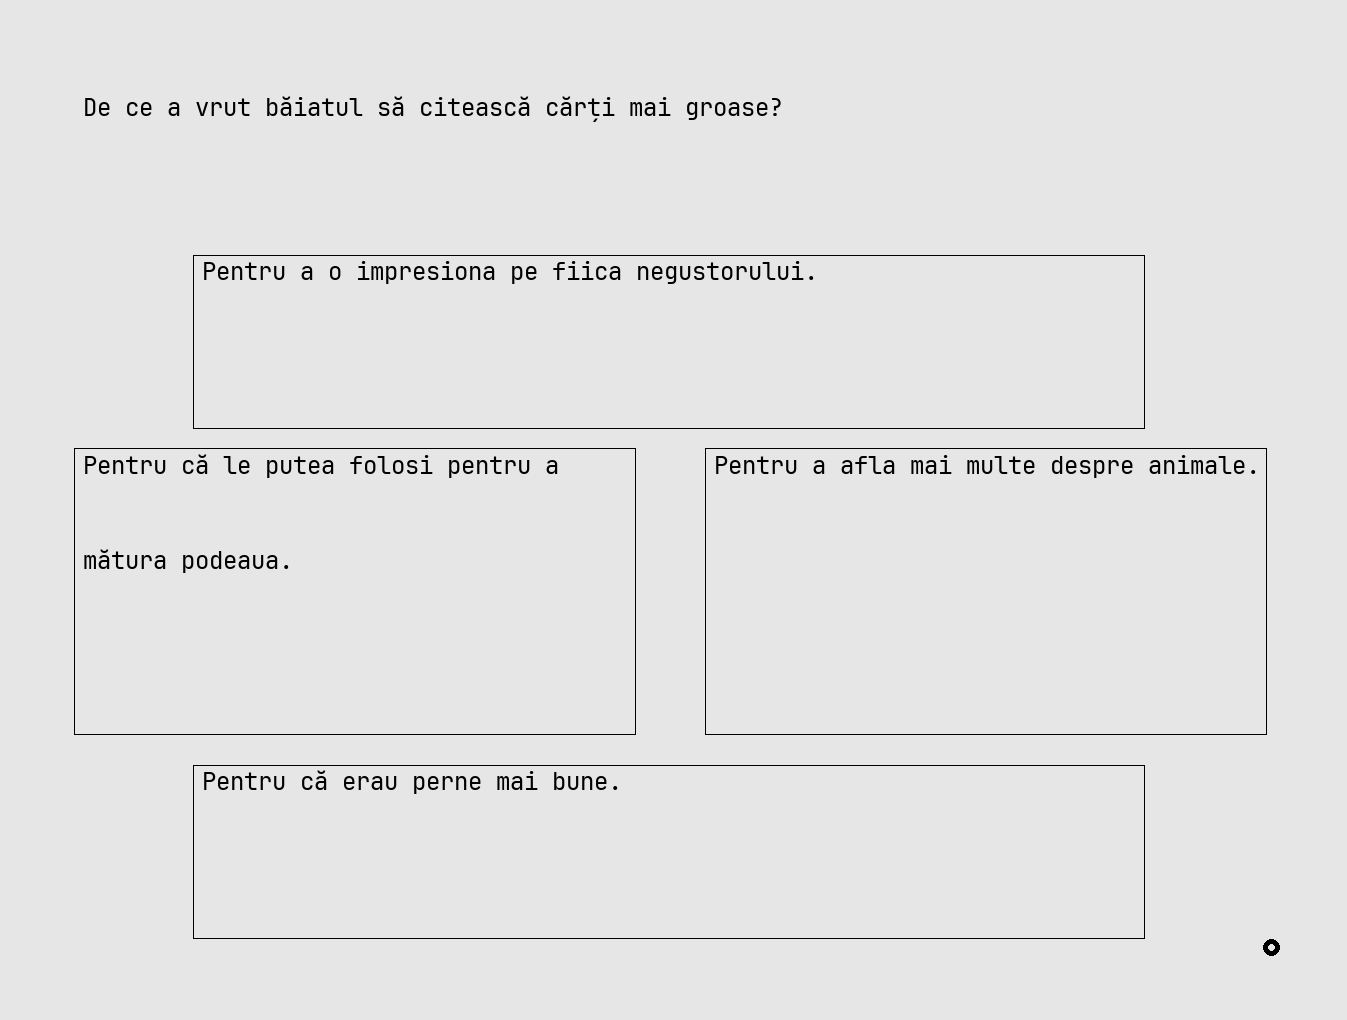 De ce a vrut băiatul să citească cărți mai groase?
Pentru a o impresiona pe fiica negustorului.
Pentru că le putea folosi pentru a
mătura podeaua.
Pentru a afla mai multe despre animale.
Pentru că erau perne mai bune.